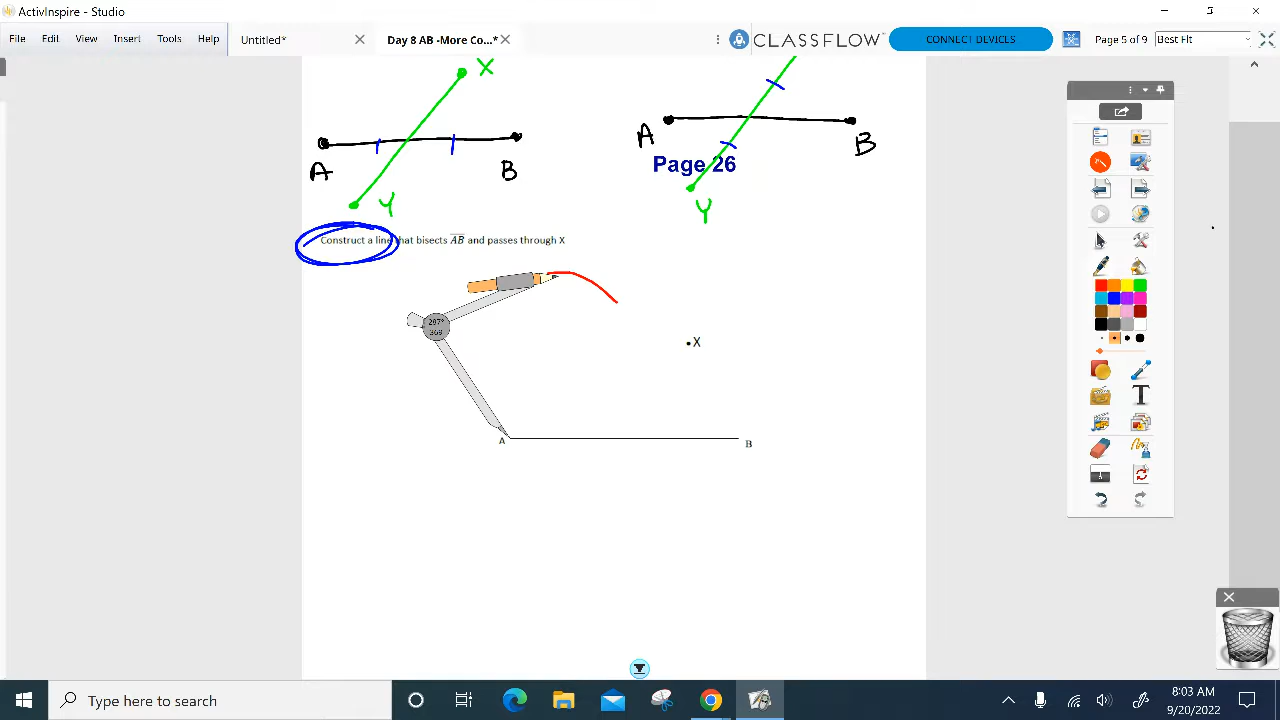 ActivInspire - Studio
File Edit View Insert Tools Help
Untitled* Day 8 AB -More Co...*
CLASSFLOW
CONNECT DEVICES
Page 5 of 9
Best Fit
X
A
B
Y
A
B
Page 26
Y
Construct a line that bisects A̅B̅ and passes through X
X
A
B
T
Type here to search
8:03 AM
9/20/2022